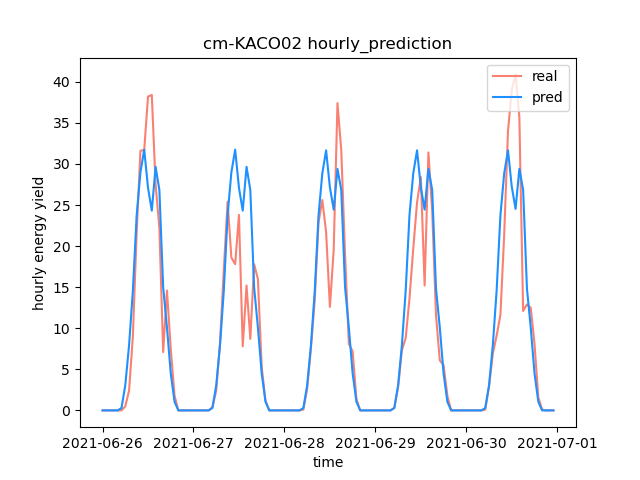 cm-KACO02 hourly_prediction
real
pred
hourly energy yield
40
35
30
25
20
15
10
5
0
2021-06-26 2021-06-27 2021-06-28 2021-06-29 2021-06-30 2021-07-01
time